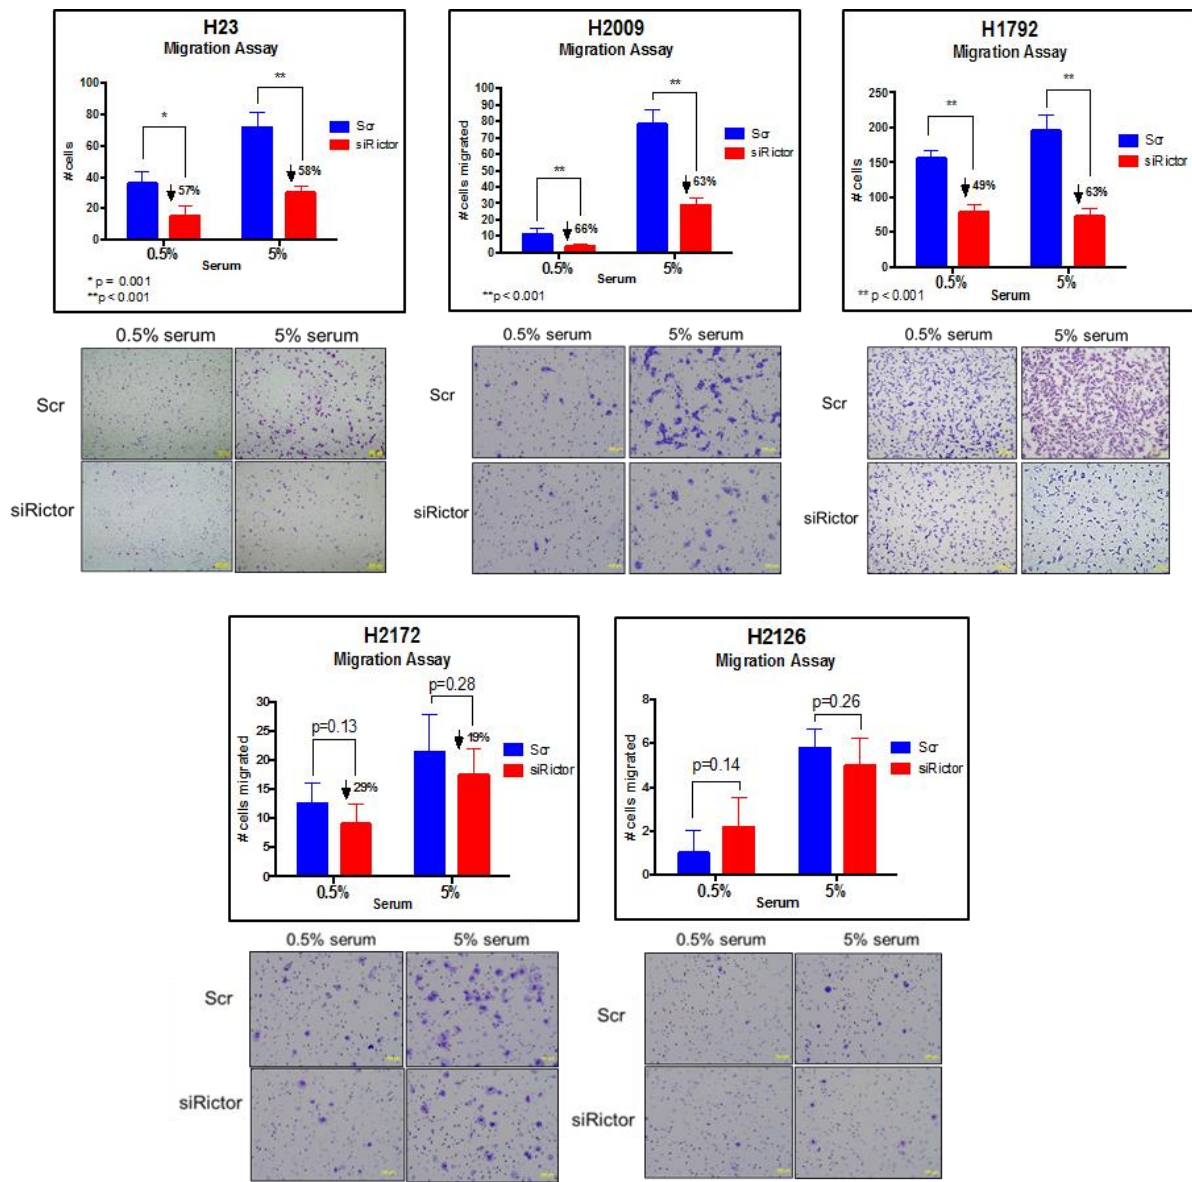 H23
Migration Assay
100
80
60
40
20
0
# cells
*
**
57%
58%
Scr
siRictor
0.5%
5%
Serum
* p = 0.001
**p < 0.001
H2009
Migration Assay
100
90
80
70
60
50
40
30
20
10
0
# cells migrated
**
**
66%
63%
Scr
siRictor
0.5%
5%
Serum
**p < 0.001
H1792
Migration Assay
250
200
150
100
50
0
# cells
**
**
49%
63%
Scr
siRictor
0.5%
5%
Serum
** p < 0.001
0.5% serum
5% serum
Scr
siRictor
0.5% serum
5% serum
Scr
siRictor
0.5% serum
5% serum
Scr
siRictor
H2172
Migration Assay
30
25
20
15
10
5
0
# cells migrated
p=0.13
p=0.28
29%
19%
Scr
siRictor
0.5%
5%
Serum
H2126
Migration Assay
8
6
4
2
0
# cells migrated
p=0.14
p=0.26
Scr
siRictor
0.5%
5%
Serum
0.5% serum
5% serum
Scr
siRictor
0.5% serum
5% serum
Scr
siRictor